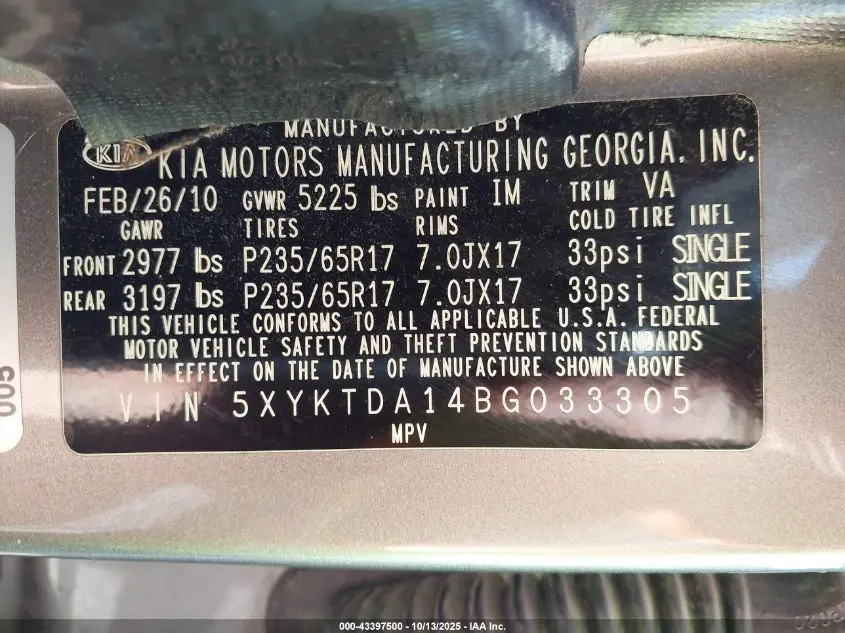 MANUFACTURED BY
KIA
KIA MOTORS MANUFACTURING GEORGIA, INC.
FEB/26/10 GVWR 5225 lbs PAINT IM TRIM VA
GAWR TIRES RIMS COLD TIRE INFL
FRONT 2977 lbs P235/65R17 7.0JX17 33psi SINGLE
REAR 3197 lbs P235/65R17 7.0JX17 33psi SINGLE
THIS VEHICLE CONFORMS TO ALL APPLICABLE U.S.A. FEDERAL
MOTOR VEHICLE SAFETY AND THEFT PREVENTION STANDARDS
IN EFFECT ON THE DATE OF MANUFACTURE SHOWN ABOVE
VIN 5XYKTDA14BG033305
MPV
005
000-43397500 - 10/13/2025 - IAA Inc.